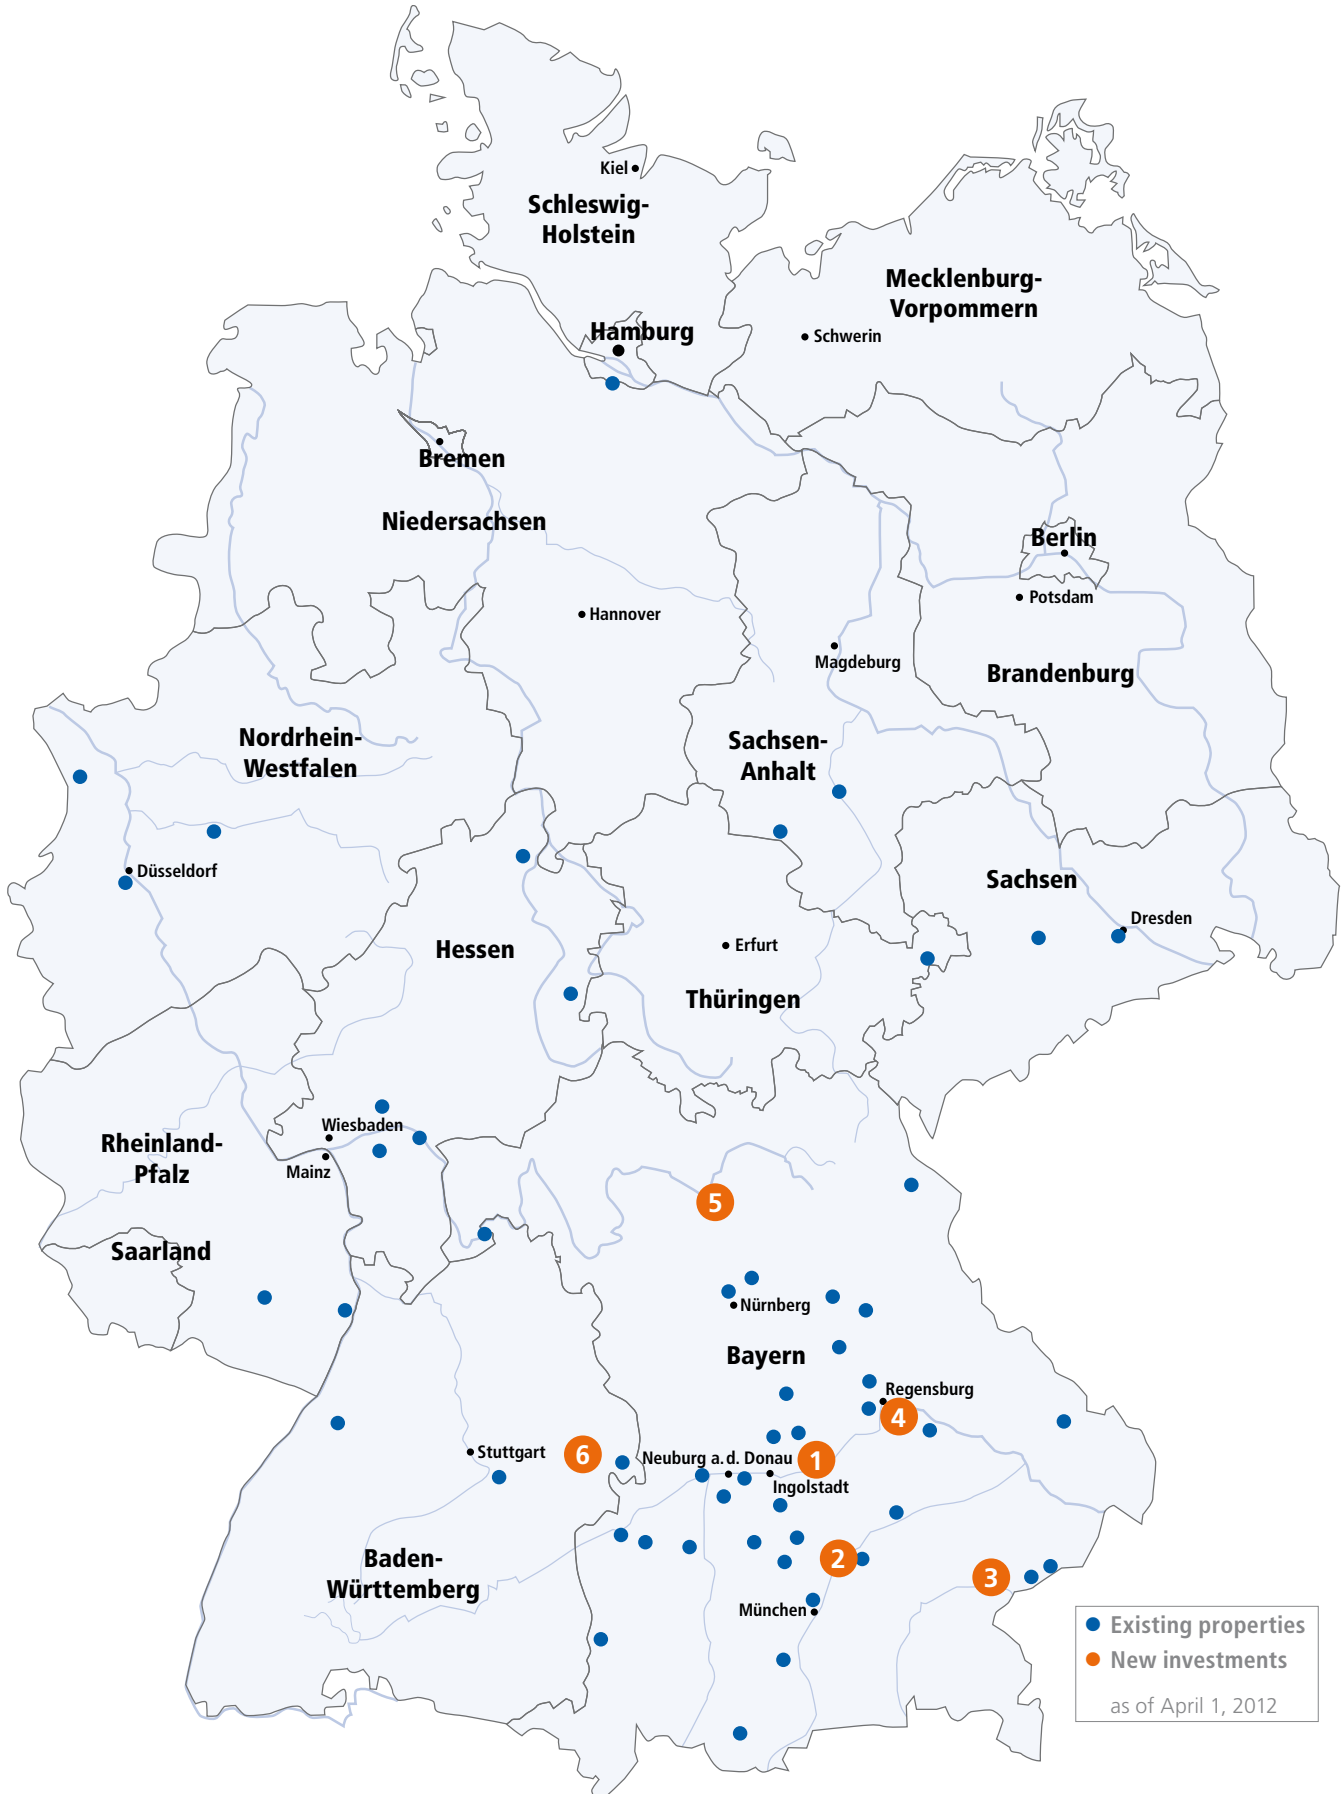 Kiel
Schleswig-
Holstein
Mecklenburg-
Vorpommern
Hamburg
Schwerin
Bremen
Niedersachsen
Berlin
Potsdam
Hannover
Magdeburg
Brandenburg
Nordrhein-
Westfalen
Sachsen-
Anhalt
Düsseldorf
Sachsen
Dresden
Hessen
Erfurt
Thüringen
Wiesbaden
Rheinland-
Pfalz
Mainz
5
Saarland
Nürnberg
Bayern
Regensburg
4
Stuttgart
6
Neuburg a. d. Donau
1
Ingolstadt
2
Baden-
Württemberg
3
München
Existing properties
New investments
as of April 1, 2012